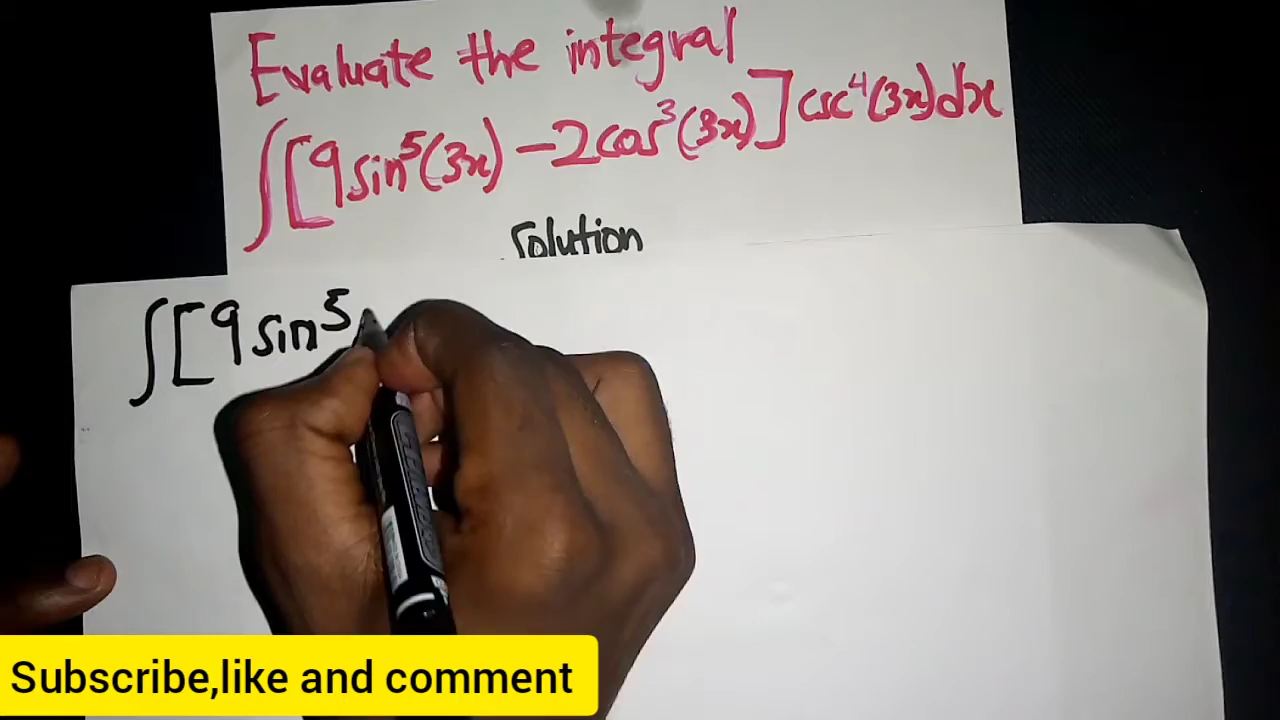 Evaluate the integral
∫[9sin⁵(3x) - 2cos³(3x)] csc⁴(3x)dx
Solution
∫[9sin⁵
Subscribe,like and comment